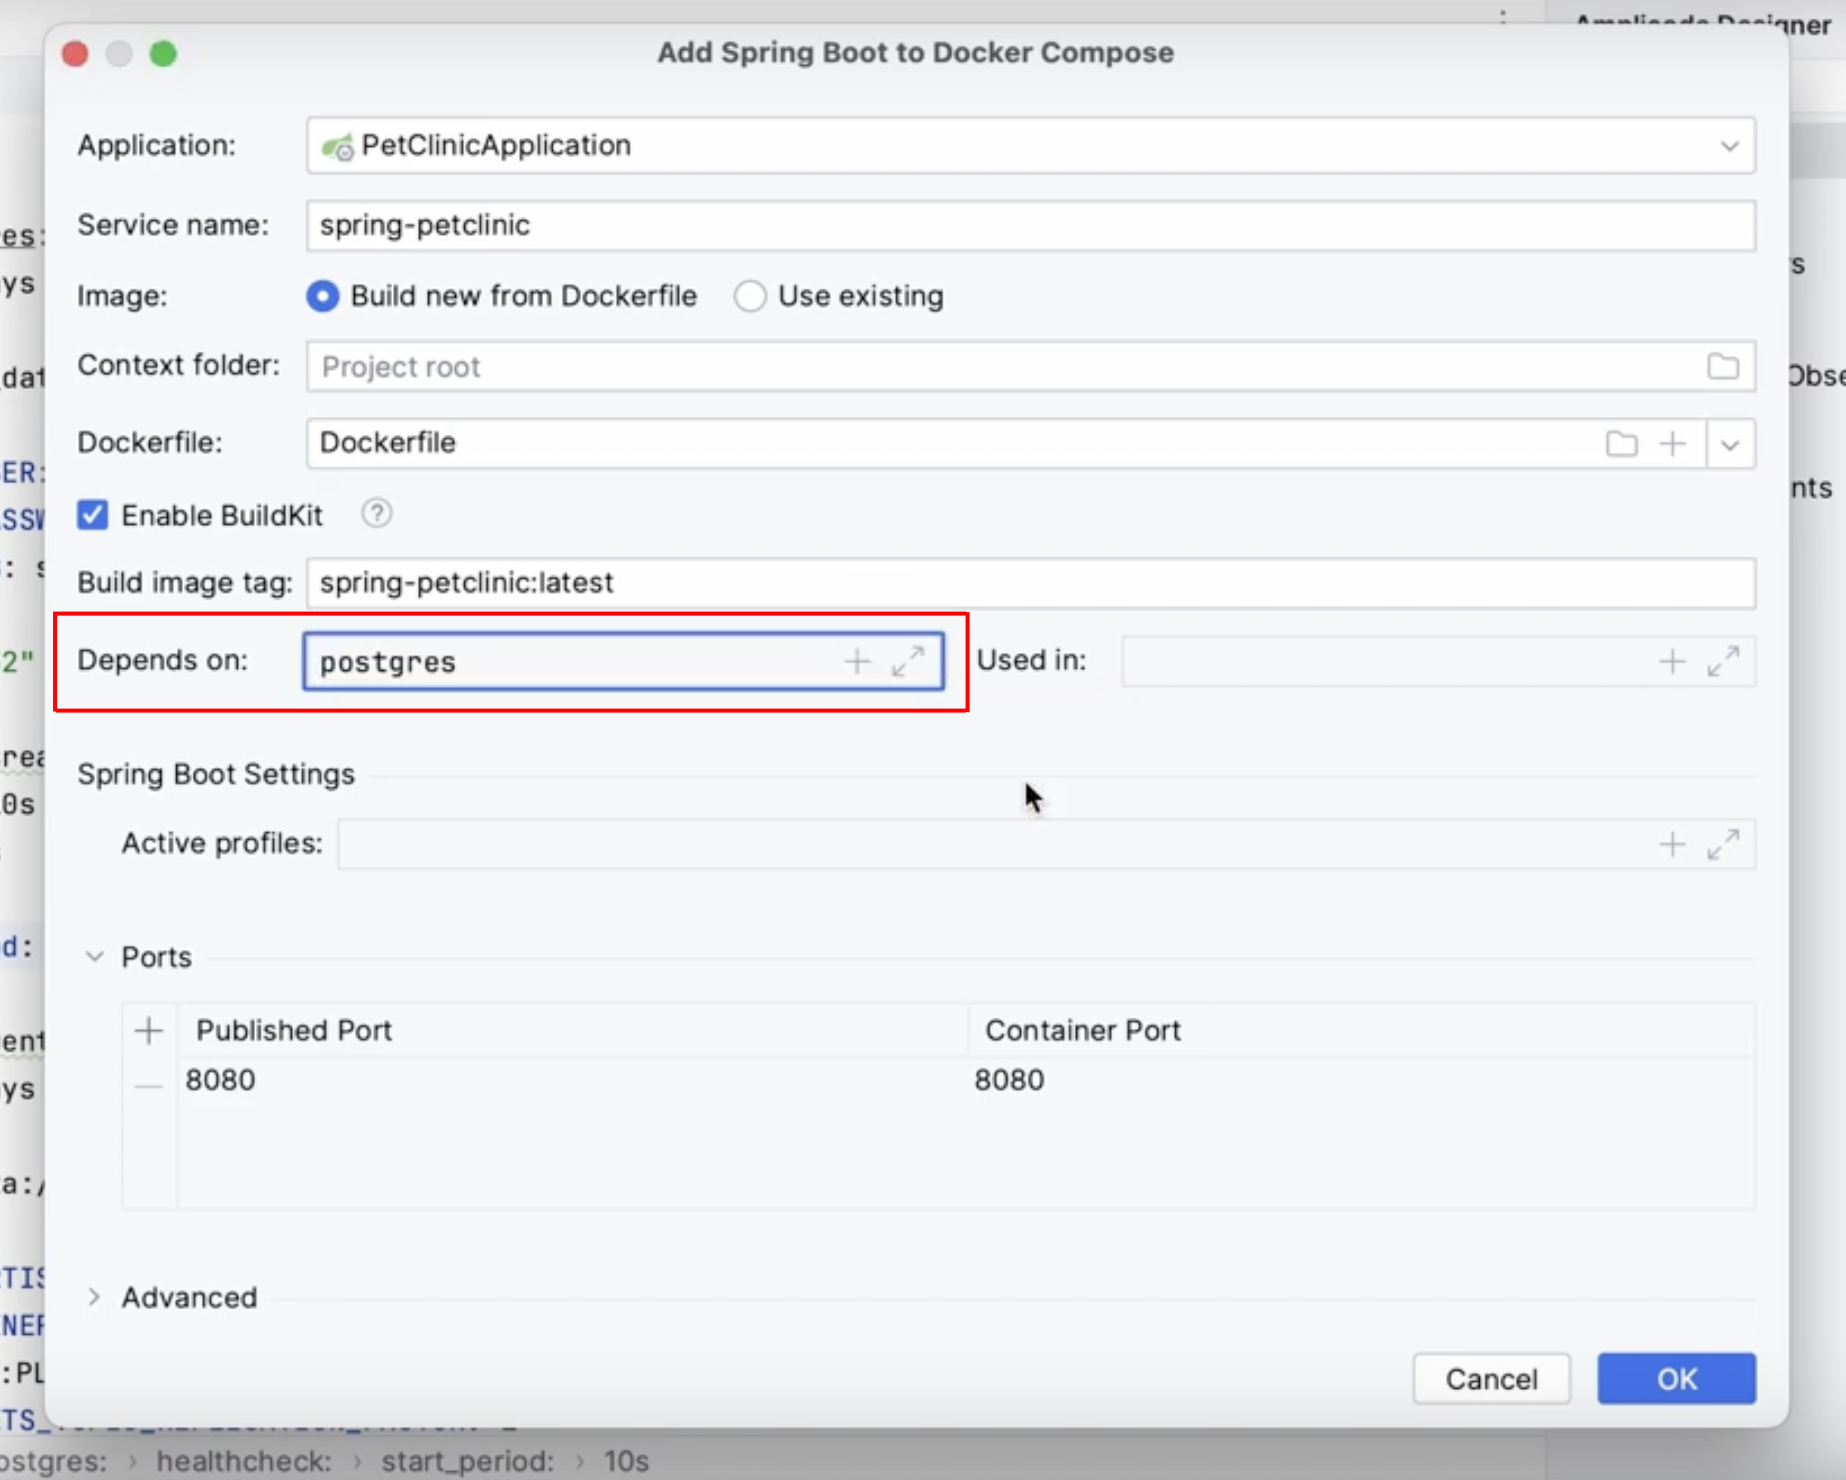 Add Spring Boot to Docker Compose
Application: PetClinicApplication
Service name: spring-petclinic
Image: Build new from Dockerfile Use existing
Context folder: Project root
Dockerfile: Dockerfile
Enable BuildKit ?
Build image tag: spring-petclinic:latest
Depends on: postgres Used in:
Spring Boot Settings
Active profiles:
Ports
Published Port Container Port
8080 8080
Advanced
Cancel OK
healthcheck: › start_period: › 10s